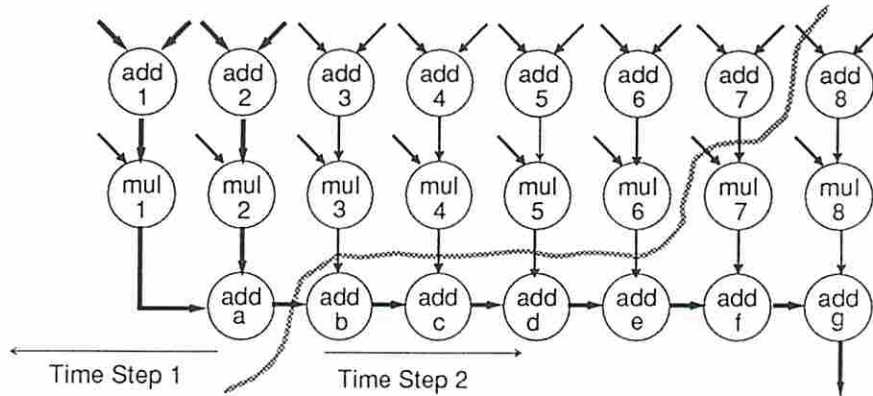 add add add add add add add add
1 2 3 4 5 6 7 8
mul mul mul mul mul mul mul mul
1 2 3 4 5 6 7 8
add add add add add add add
a b c d e f g
Time Step 1 Time Step 2